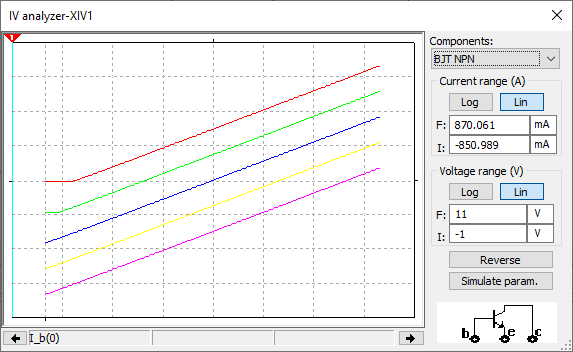 IV analyzer-XIV1
1
Components:
BJT NPN
Current range (A)
Log Lin
F: 870.061 mA
I: -850.989 mA
Voltage range (V)
Log Lin
F: 11 V
I: -1 V
Reverse
Simulate param.
b e c
I_b(0)